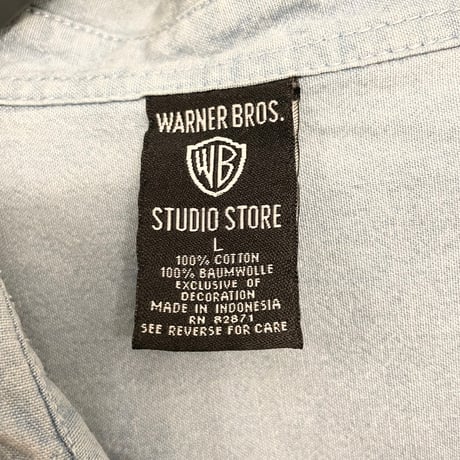 WARNER BROS.
WB
STUDIO STORE
L
100% COTTON
100% BAUMWOLLE
EXCLUSIVE OF
DECORATION
MADE IN INDONESIA
RN 82871
SEE REVERSE FOR CARE